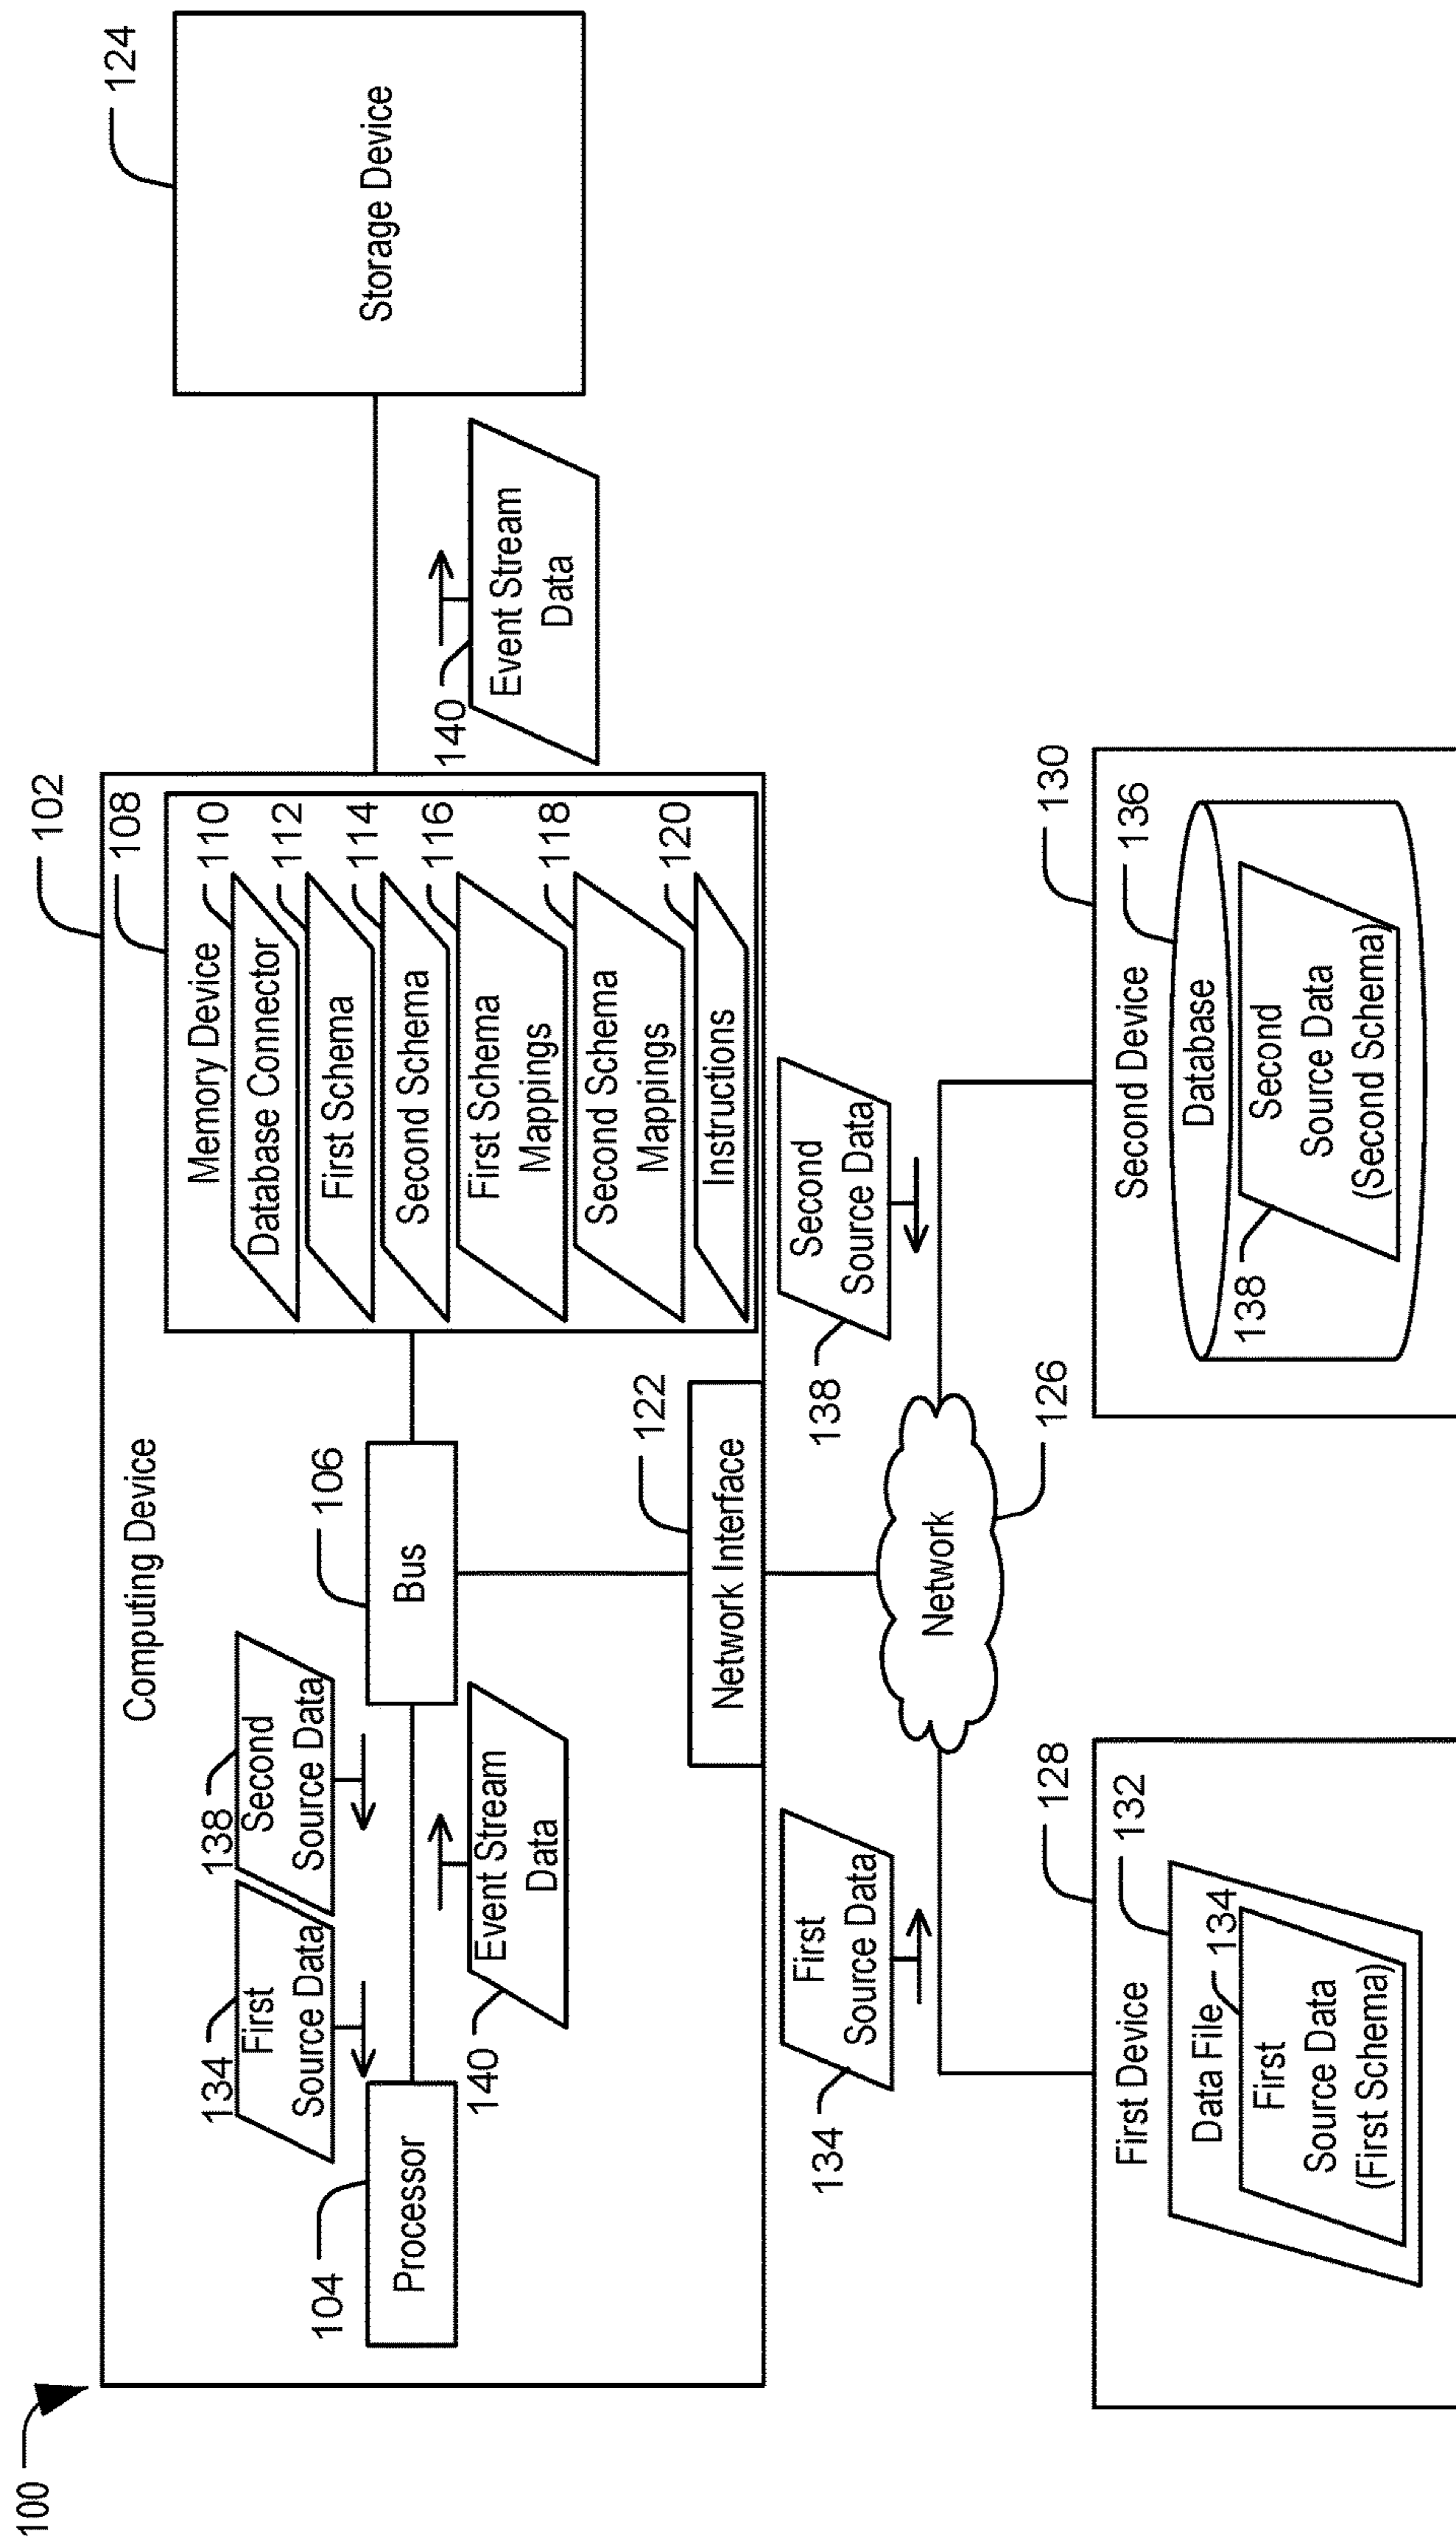 100
102
Computing Device
108
Memory Device
110
Database Connector
112
First Schema
114
Second Schema
116
First Schema
Mappings
118
Second Schema
Mappings
120
Instructions
134
First
Source Data
138
Second
Source Data
104
Processor
106
Bus
140
Event Stream
Data
122
Network Interface
140
Event Stream
Data
124
Storage Device
134
First
Source Data
138
Second
Source Data
Network
126
128
First Device
132
Data File
134
First
Source Data
(First Schema)
130
Second Device
136
Database
138
Second
Source Data
(Second Schema)